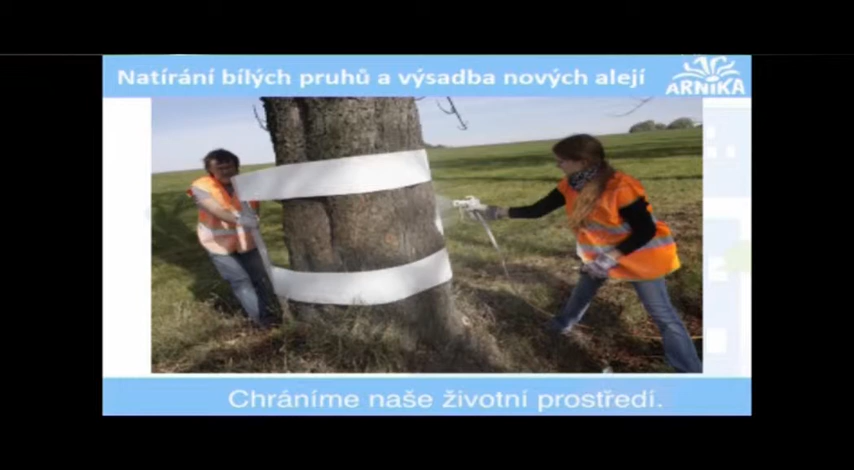 Natírání bílých pruhů a výsadba nových alejí
ARNIKA
Chráníme naše životní prostředí.